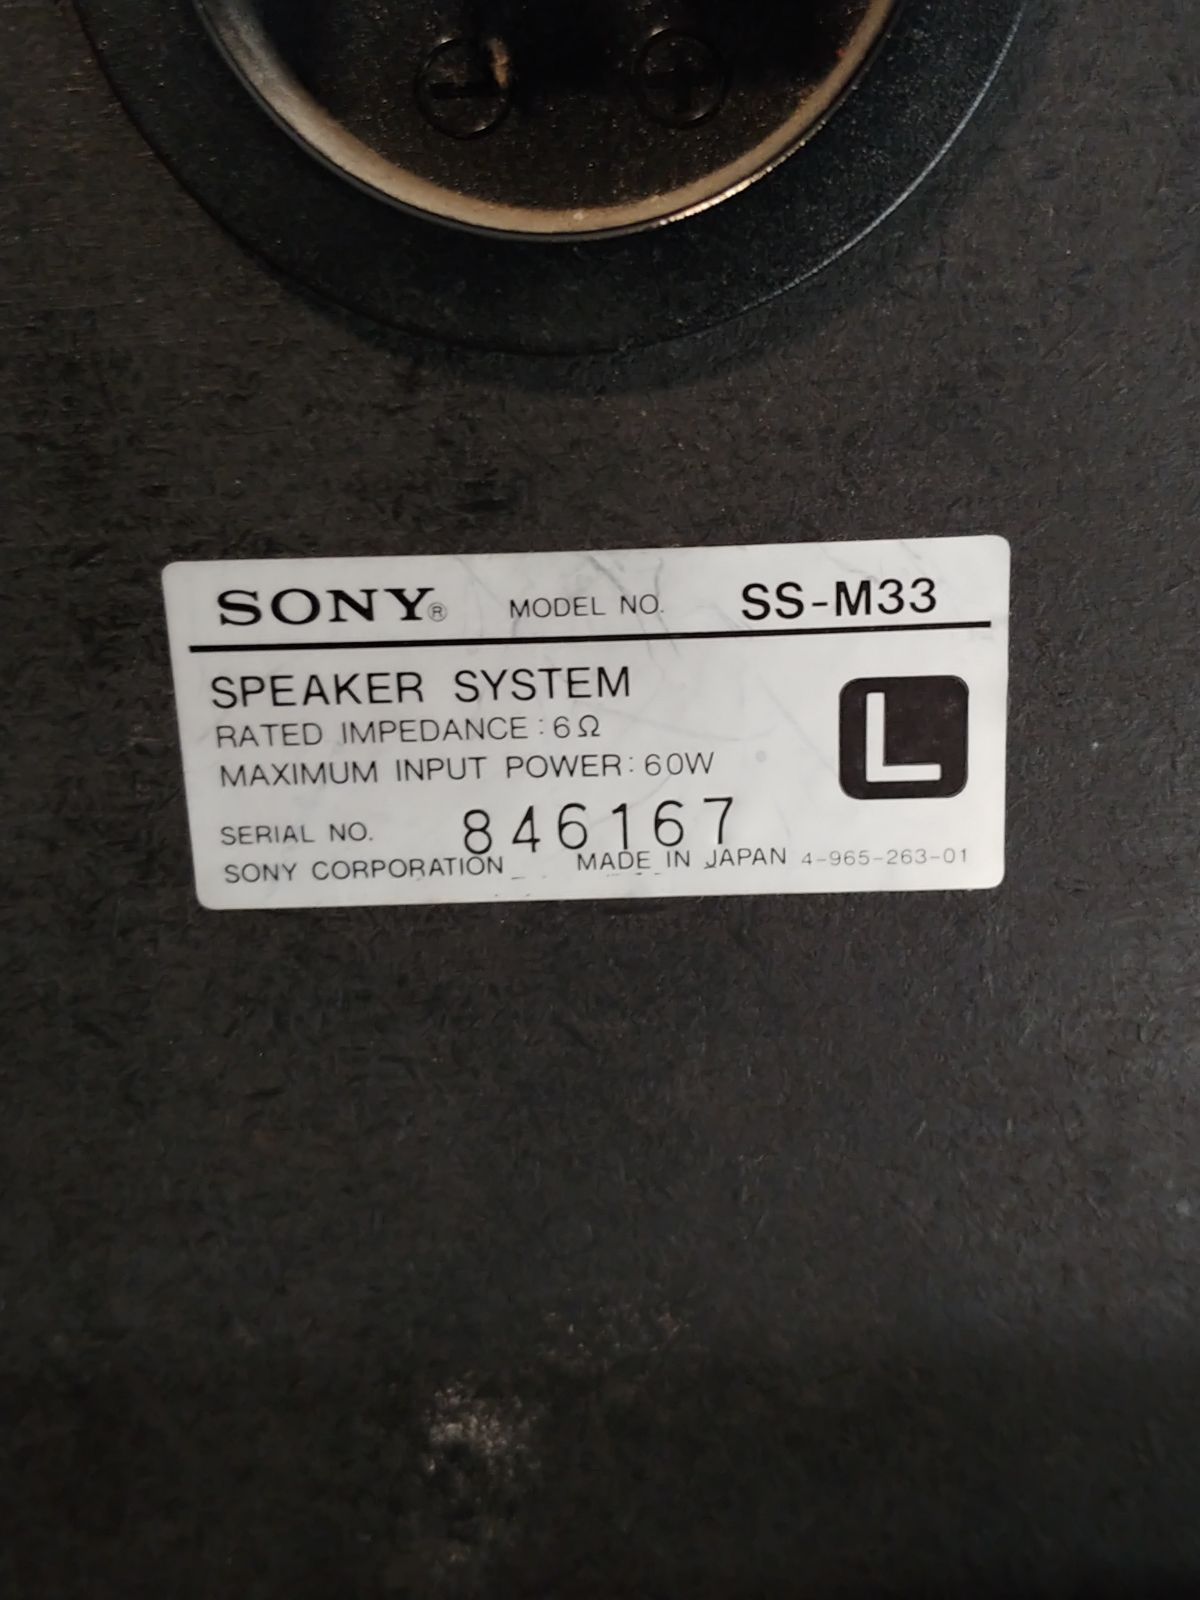 SONY® MODEL NO. SS-M33
SPEAKER SYSTEM
RATED IMPEDANCE : 6Ω
MAXIMUM INPUT POWER: 60W
L
SERIAL NO. 846167
SONY CORPORATION MADE IN JAPAN 4-965-263-01